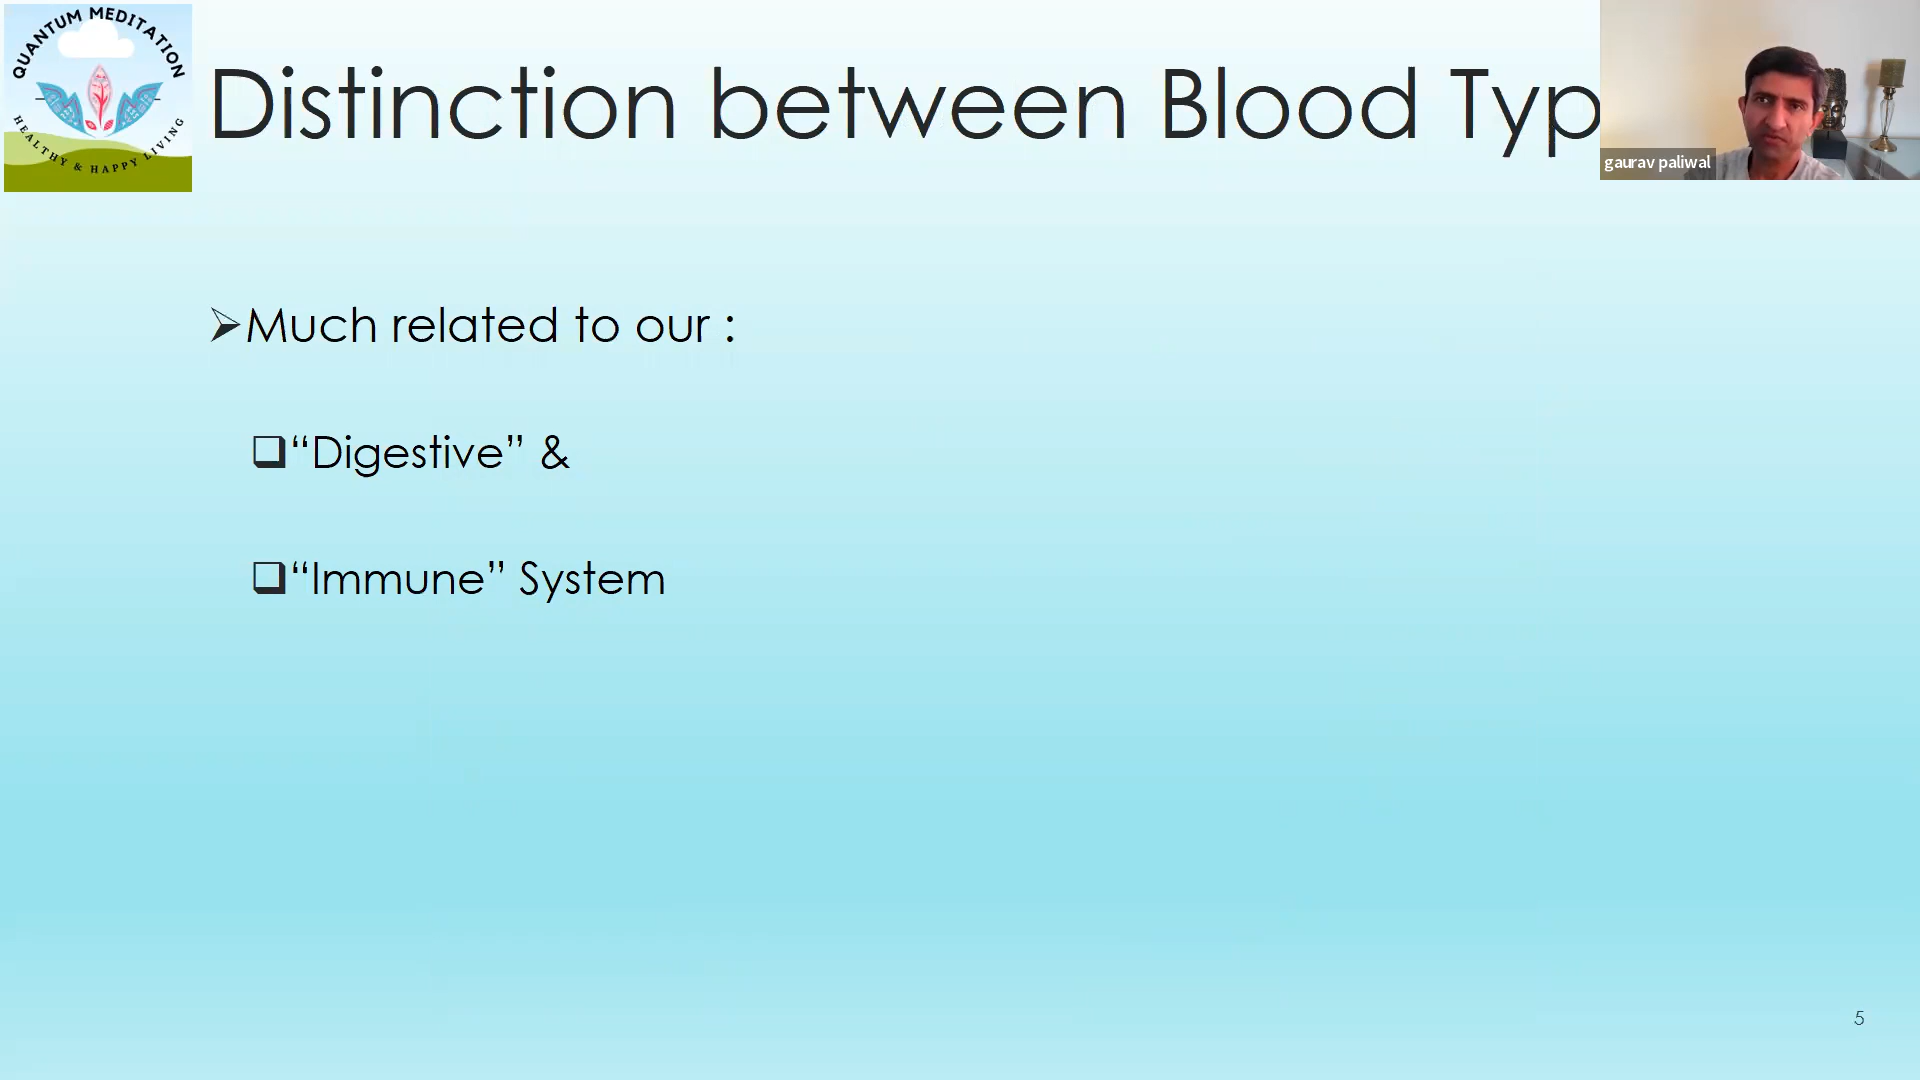 QUANTUM MEDITATION
HEALTHY & HAPPY LIVING
Distinction between Blood Typ
gaurav paliwal
➢Much related to our :
❑“Digestive” &
❑“Immune” System
5